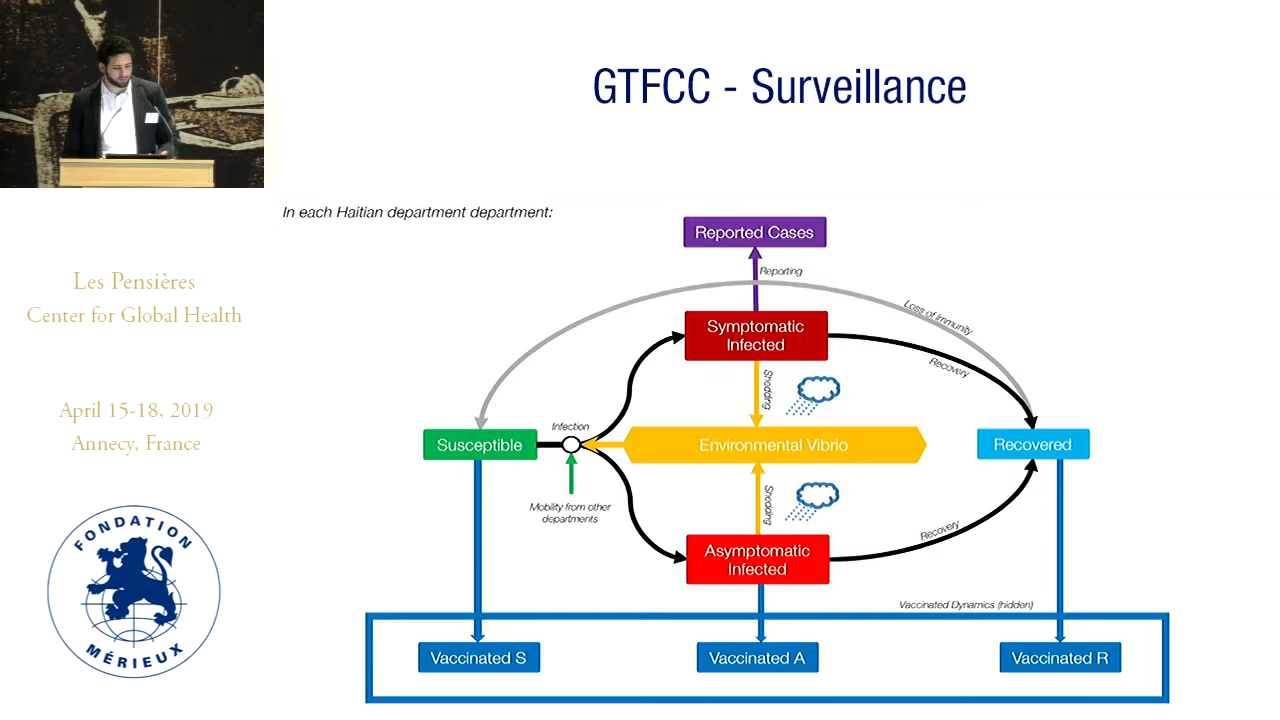 GTFCC - Surveillance
Les Pensières
Center for Global Health
April 15-18, 2019
Annecy, France
FONDATION
MÉRIEUX
In each Haitian department department:
Reported Cases
Reporting
Loss of immunity
Symptomatic
Infected
Recovery
Shedding
Infection
Susceptible
Environmental Vibrio
Recovered
Mobility from other
departments
Shedding
Asymptomatic
Infected
Recovery
Vaccinated Dynamics (hidden)
Vaccinated S
Vaccinated A
Vaccinated R